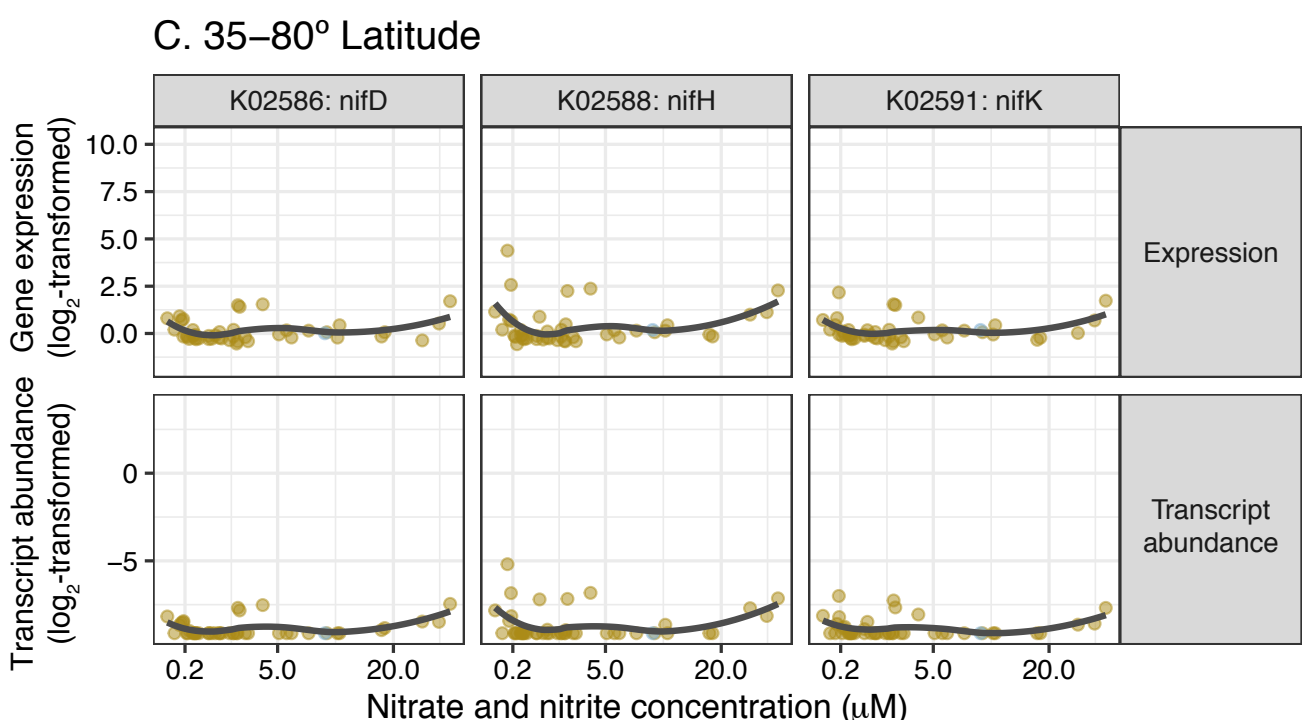 C. 35–80º Latitude
K02586: nifD
K02588: nifH
K02591: nifK
Gene expression
(log2-transformed)
10.0
7.5
5.0
2.5
0.0
Expression
Transcript abundance
(log2-transformed)
0
−5
Transcript
abundance
0.2 5.0 20.0
0.2 5.0 20.0
0.2 5.0 20.0
Nitrate and nitrite concentration (μM)